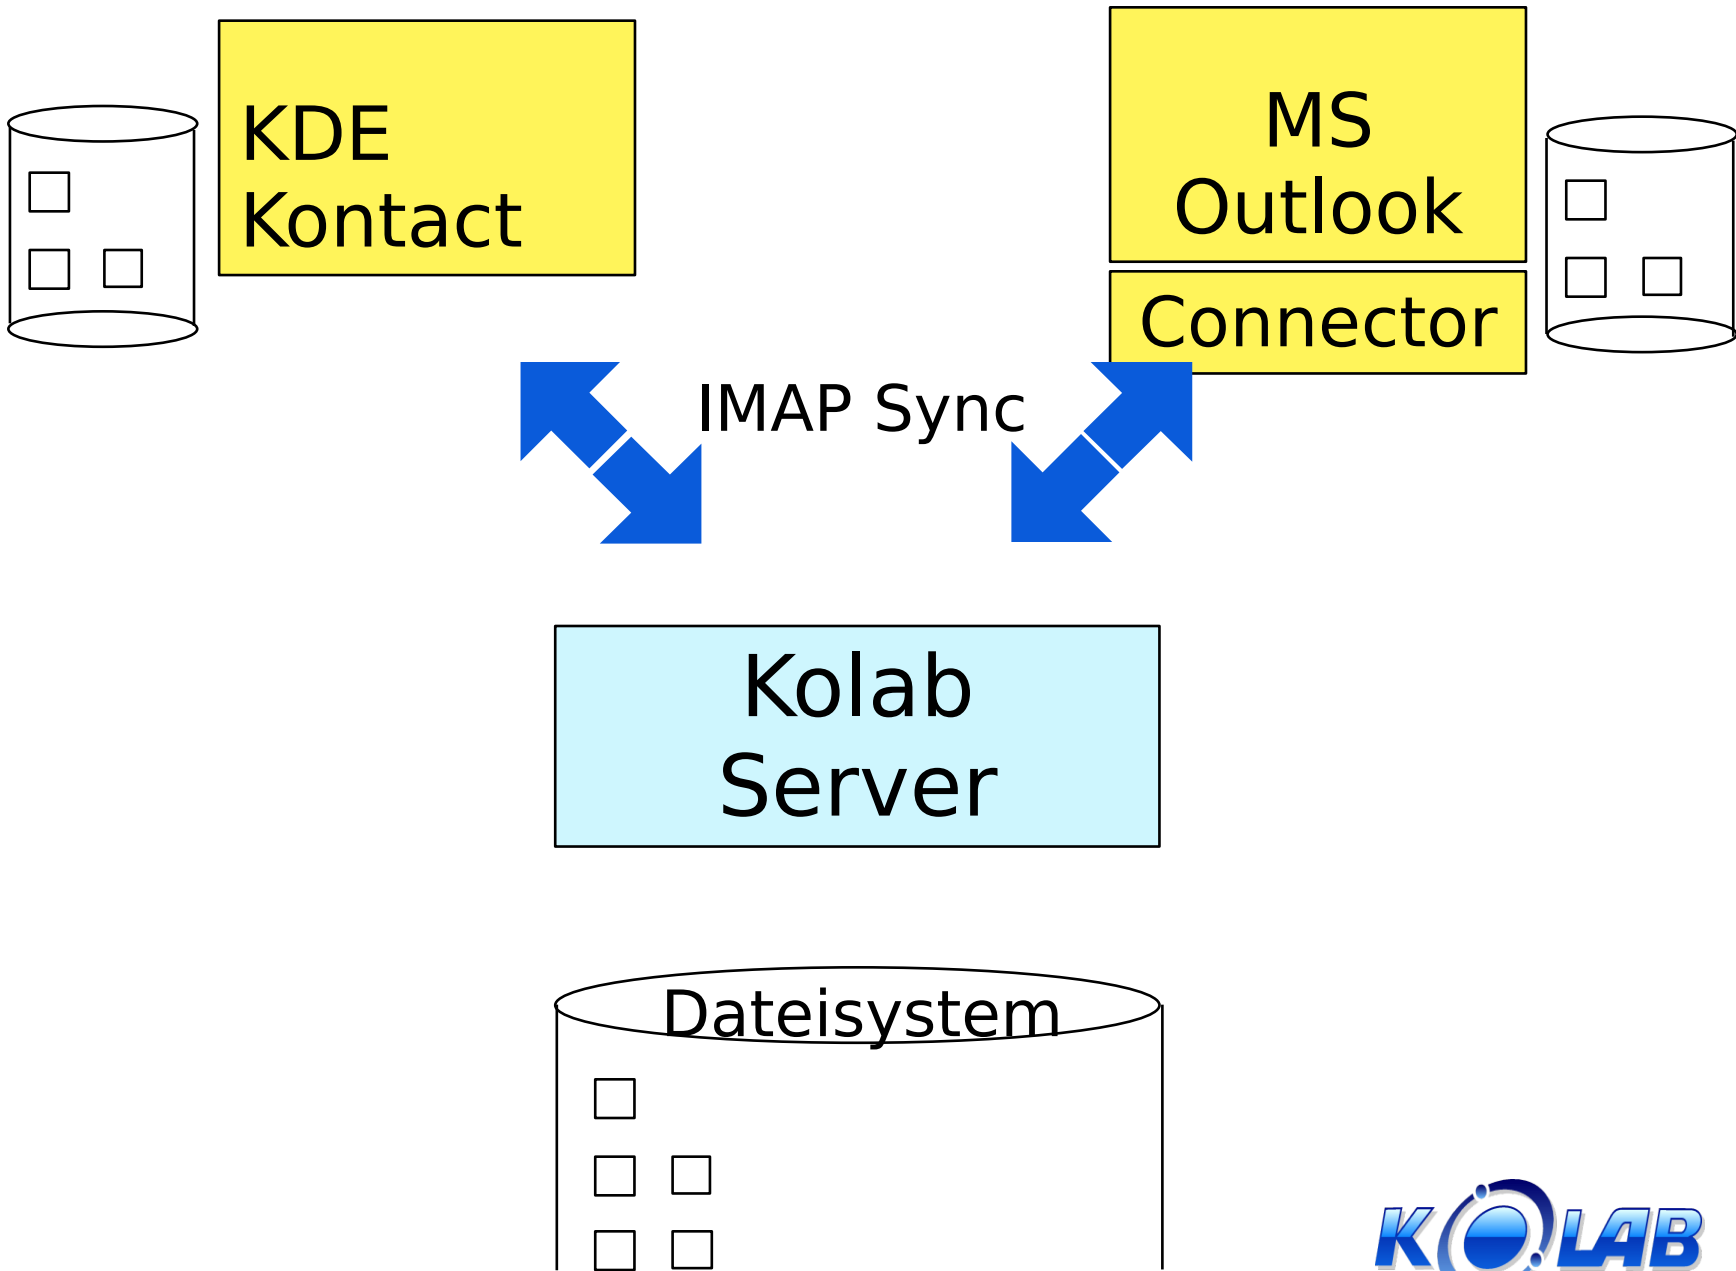 KDE
Kontact
MS
Outlook
Connector
IMAP Sync
Kolab
Server
Dateisystem
KOLAB